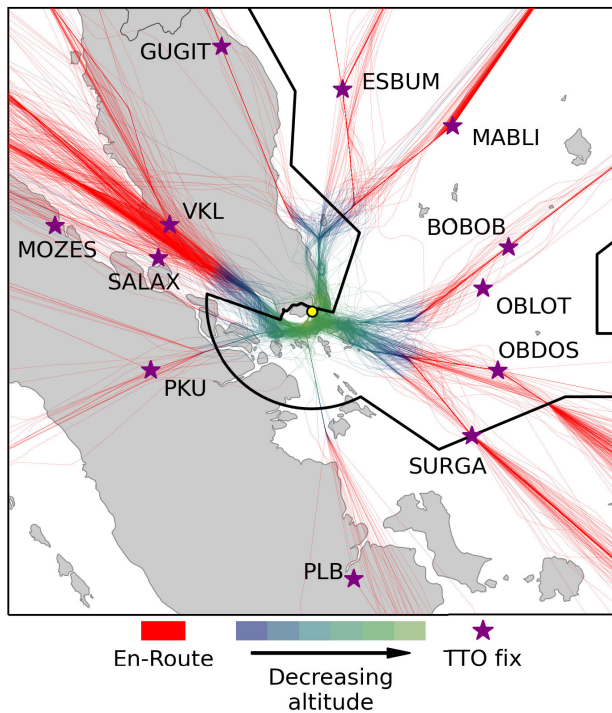 GUGIT
ESBUM
MABLI
VKL
MOZES
SALAX
BOBOB
OBLOT
OBDOS
PKU
SURGA
PLB
En-Route
Decreasing
altitude
TTO fix